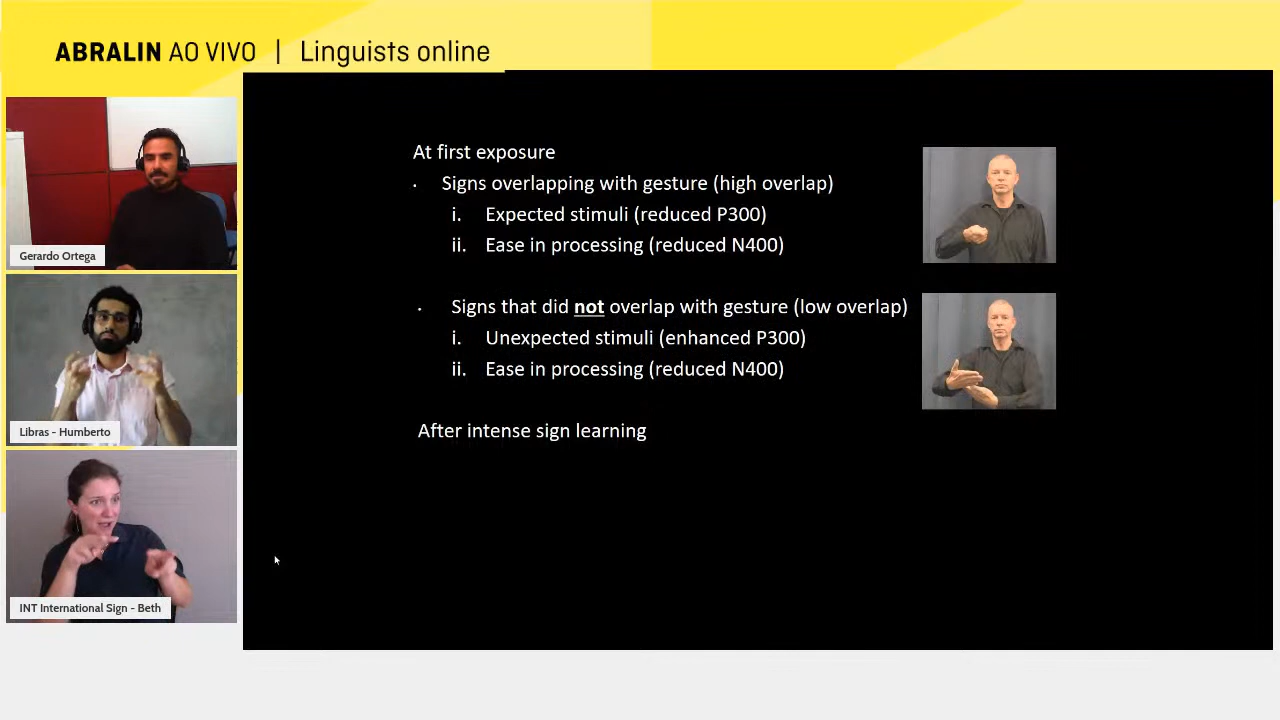 ABRALIN AO VIVO | Linguists online
Gerardo Ortega
Libras - Humberto
INT International Sign - Beth
At first exposure
· Signs overlapping with gesture (high overlap)
i. Expected stimuli (reduced P300)
ii. Ease in processing (reduced N400)
· Signs that did not overlap with gesture (low overlap)
i. Unexpected stimuli (enhanced P300)
ii. Ease in processing (reduced N400)
After intense sign learning